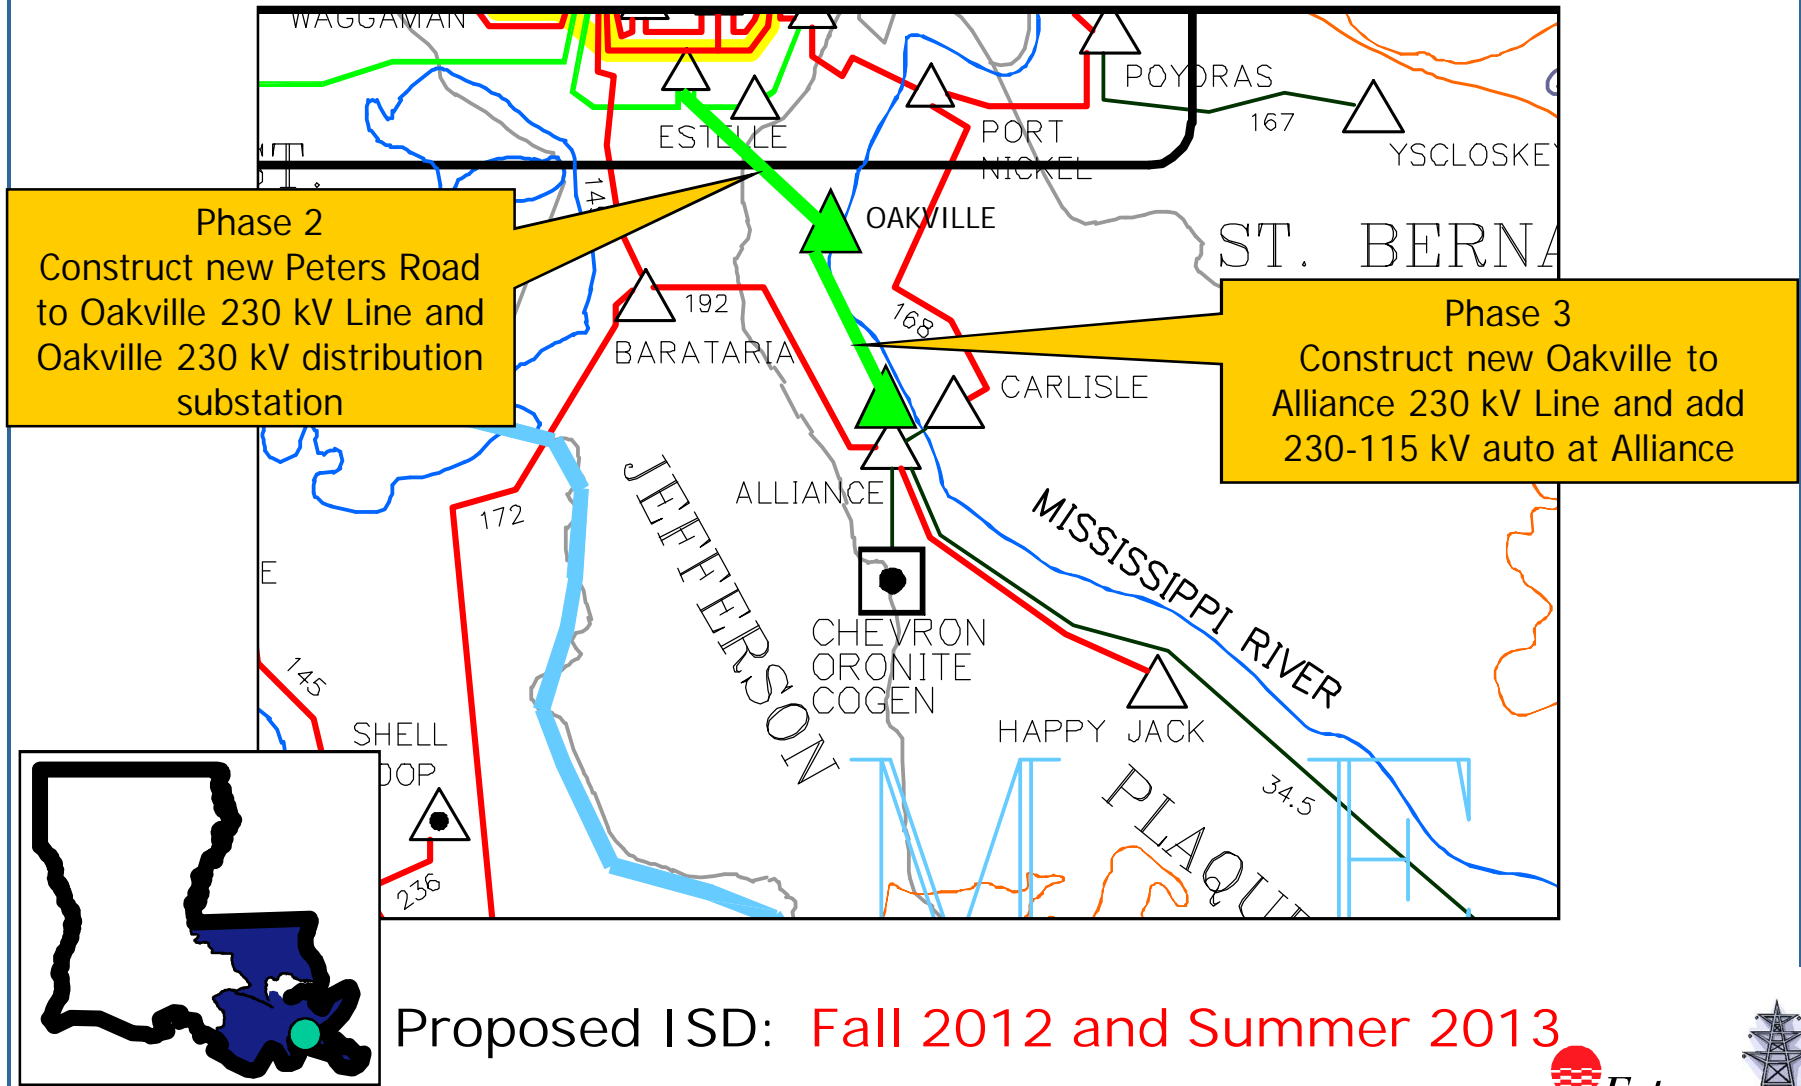 WAGGAMAN
POYDRAS
167
YSCLOSKEY
ESTELLE
PORT
NICKEL
ST.
OAKVILLE
ST. BERNA
Phase 2
Construct new Peters Road
to Oakville 230 kV Line and
Oakville 230 kV distribution
substation
192
168
BARATARIA
CARLISLE
Phase 3
Construct new Oakville to
Alliance 230 kV Line and add
230-115 kV auto at Alliance
ALLIANCE
172
JEFFERSON
MISSISSIPPI RIVER
E
CHEVRON
ORONITE
COGEN
145
HAPPY JACK
SHELL
OOP
34.5
PLAQU
236
Proposed ISD: Fall 2012 and Summer 2013